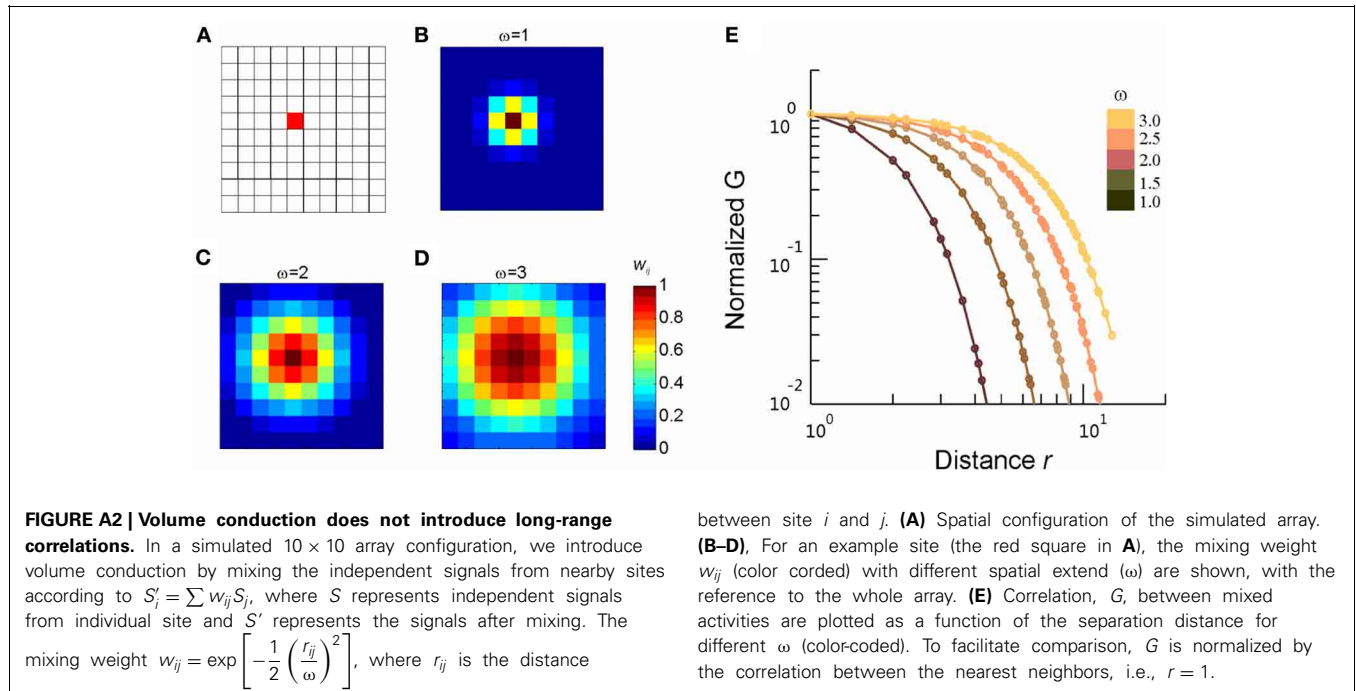 A
B
ω=1
E
C
ω=2
D
ω=3
w_ij
1
0.8
0.6
0.4
0.2
0
Normalized G
10^0
10^-1
10^-2
10^0
10^1
Distance r
ω
3.0
2.5
2.0
1.5
1.0
FIGURE A2 | Volume conduction does not introduce long-range
correlations. In a simulated 10 × 10 array configuration, we introduce
volume conduction by mixing the independent signals from nearby sites
according to S′_i = ∑ w_ij S_j, where S represents independent signals
from individual site and S′ represents the signals after mixing. The
mixing weight w_ij = exp [−1/2 (r_ij/ω)^2], where r_ij is the distance
between site i and j. (A) Spatial configuration of the simulated array.
(B–D), For an example site (the red square in A), the mixing weight
w_ij (color corded) with different spatial extend (ω) are shown, with the
reference to the whole array. (E) Correlation, G, between mixed
activities are plotted as a function of the separation distance for
different ω (color-coded). To facilitate comparison, G is normalized by
the correlation between the nearest neighbors, i.e., r = 1.